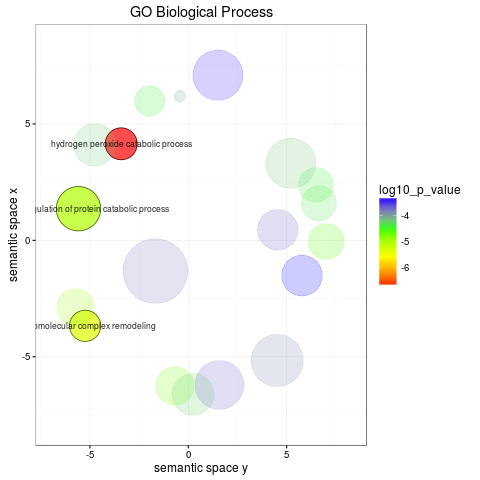 GO Biological Process
5
0
-5
semantic space x
hydrogen peroxide catabolic process
gulation of protein catabolic process
omolecular complex remodeling
-5
0
5
semantic space y
log10_p_value
-4
-5
-6